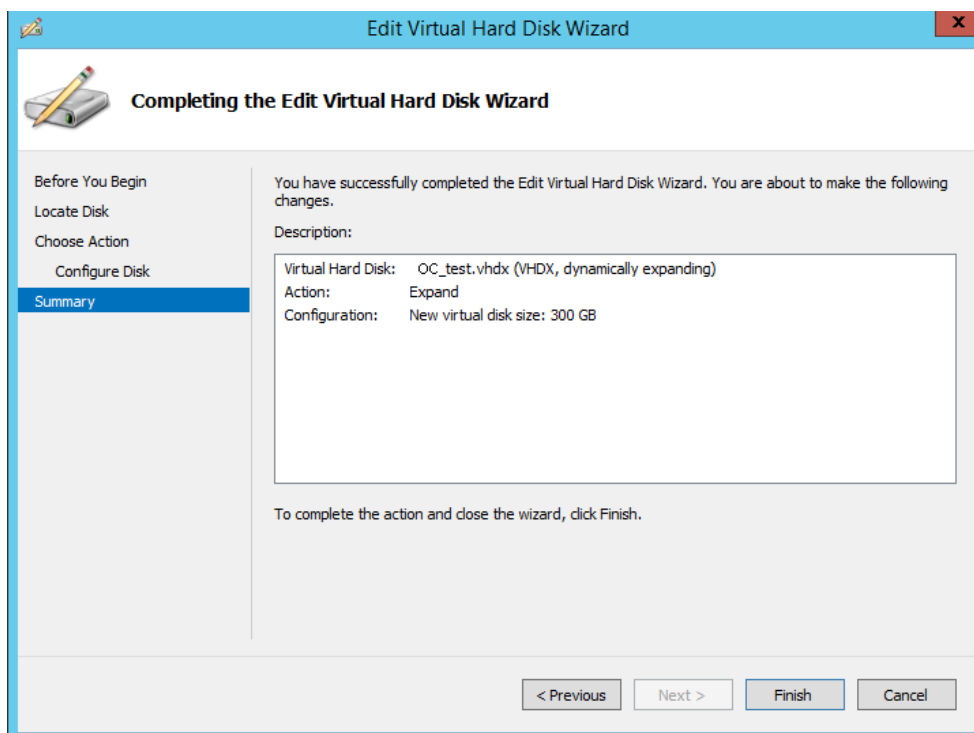 Edit Virtual Hard Disk Wizard
x
Completing the Edit Virtual Hard Disk Wizard
Before You Begin
Locate Disk
Choose Action
Configure Disk
Summary
You have successfully completed the Edit Virtual Hard Disk Wizard. You are about to make the following
changes.
Description:
Virtual Hard Disk: OC_test.vhdx (VHDX, dynamically expanding)
Action: Expand
Configuration: New virtual disk size: 300 GB
To complete the action and close the wizard, click Finish.
< Previous Next > Finish Cancel